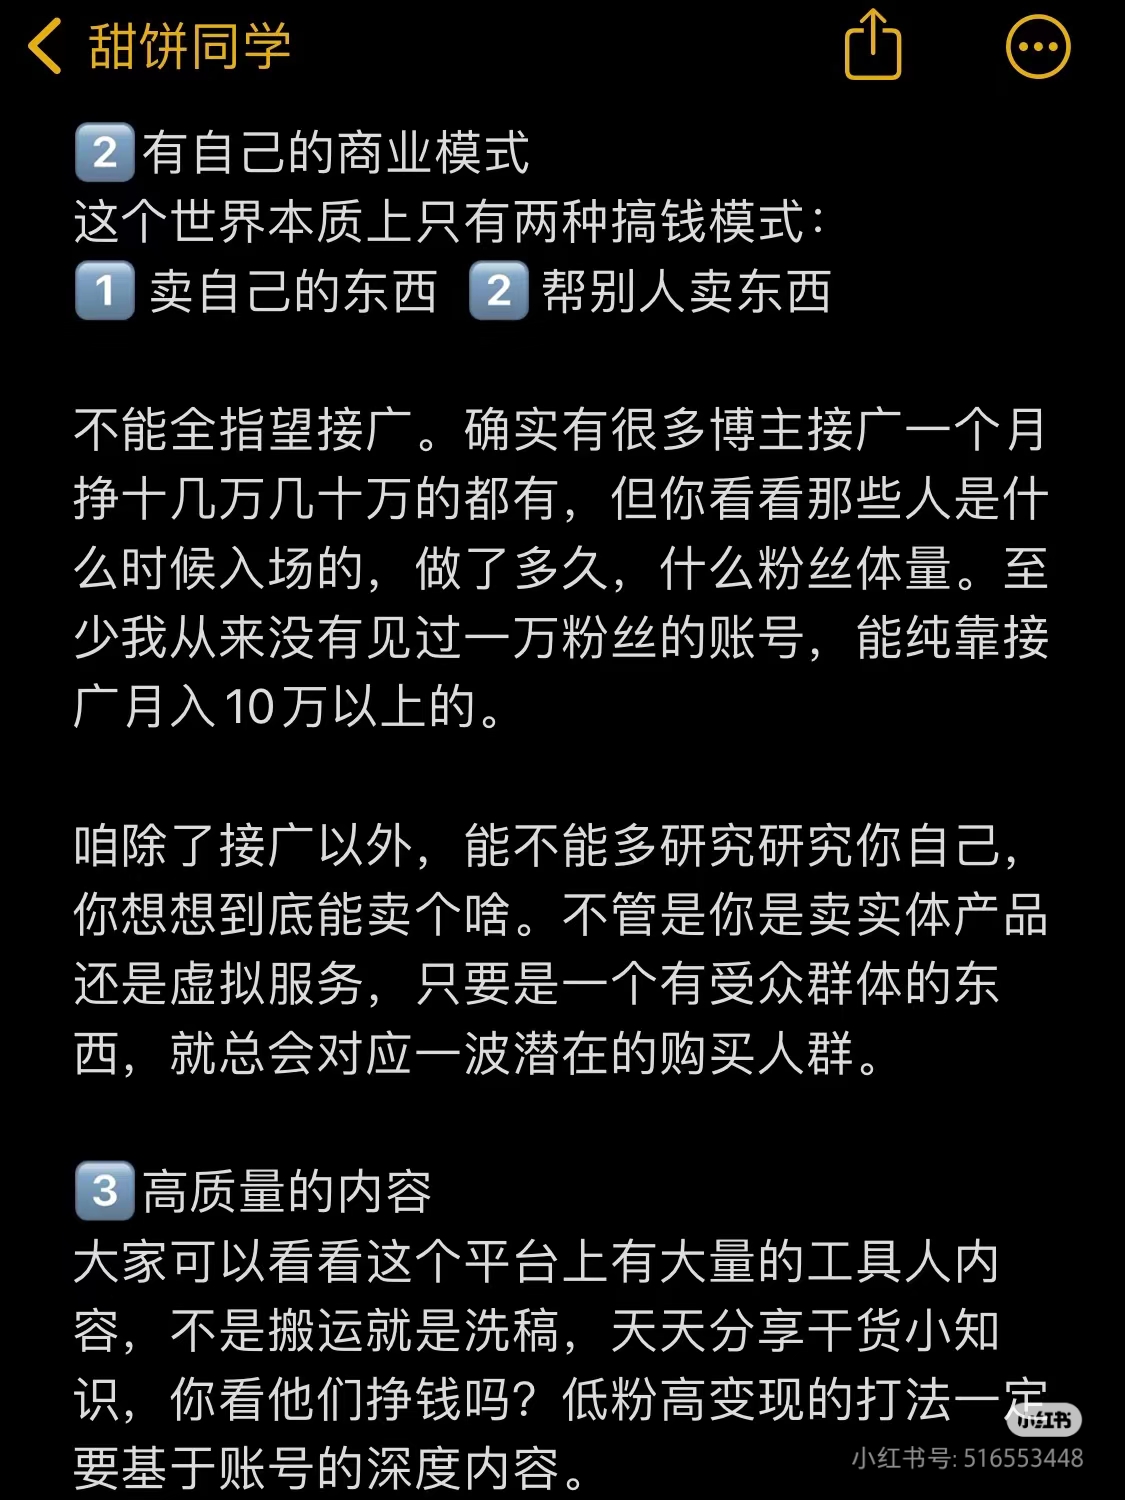 甜饼同学
2有自己的商业模式
这个世界本质上只有两种搞钱模式：
1 卖自己的东西 2 帮别人卖东西
不能全指望接广。确实有很多博主接广一个月
挣十几万几十万的都有，但你看看那些人是什
么时候入场的，做了多久，什么粉丝体量。至
少我从来没有见过一万粉丝的账号，能纯靠接
广月入10万以上的。
咱除了接广以外，能不能多研究研究你自己，
你想想到底能卖个啥。不管是你是卖实体产品
还是虚拟服务，只要是一个有受众群体的东
西，就总会对应一波潜在的购买人群。
3高质量的内容
大家可以看看这个平台上有大量的工具人内
容，不是搬运就是洗稿，天天分享干货小知
识，你看他们挣钱吗？低粉高变现的打法一定
要基于账号的深度内容。
小红书
小红书号: 516553448